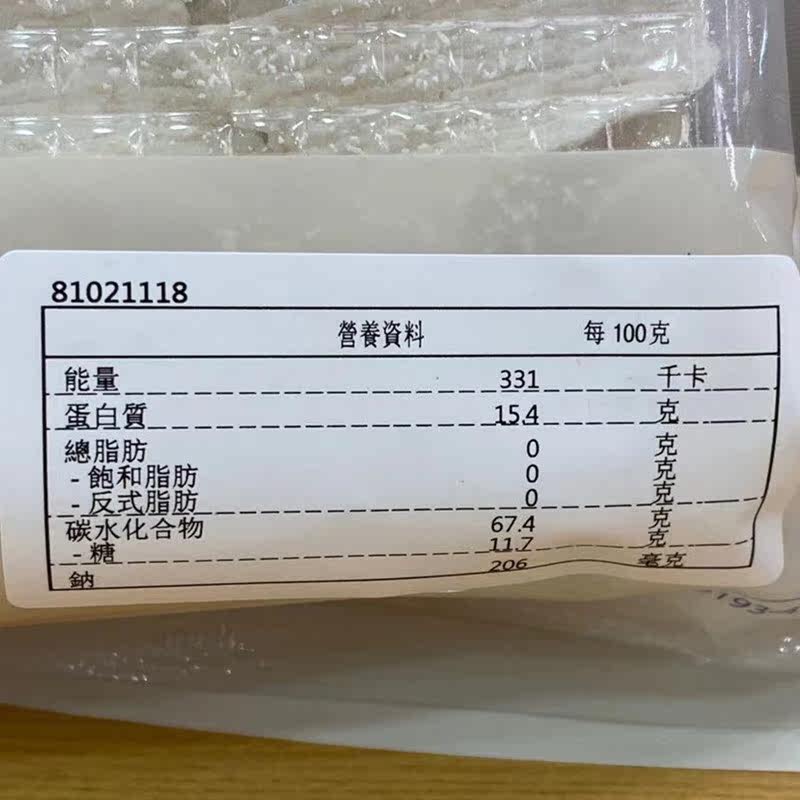 81021118
營養資料 每 100克
能量 331 千卡
蛋白質 15.4 克
總脂肪 0 克
- 飽和脂肪 0 克
- 反式脂肪 0 克
碳水化合物 67.4 克
- 糖 11.7 克
鈉 206 毫克